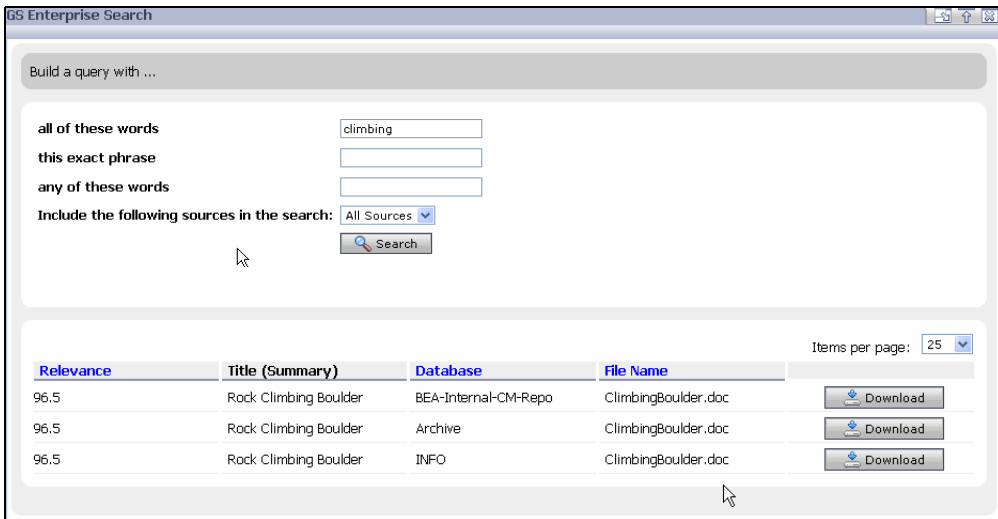 GS Enterprise Search
Build a query with ...
all of these words climbing
this exact phrase
any of these words
Include the following sources in the search: All Sources
Search
Items per page: 25
Relevance Title (Summary) Database File Name
96.5 Rock Climbing Boulder BEA-Internal-CM-Repo ClimbingBoulder.doc Download
96.5 Rock Climbing Boulder Archive ClimbingBoulder.doc Download
96.5 Rock Climbing Boulder INFO ClimbingBoulder.doc Download